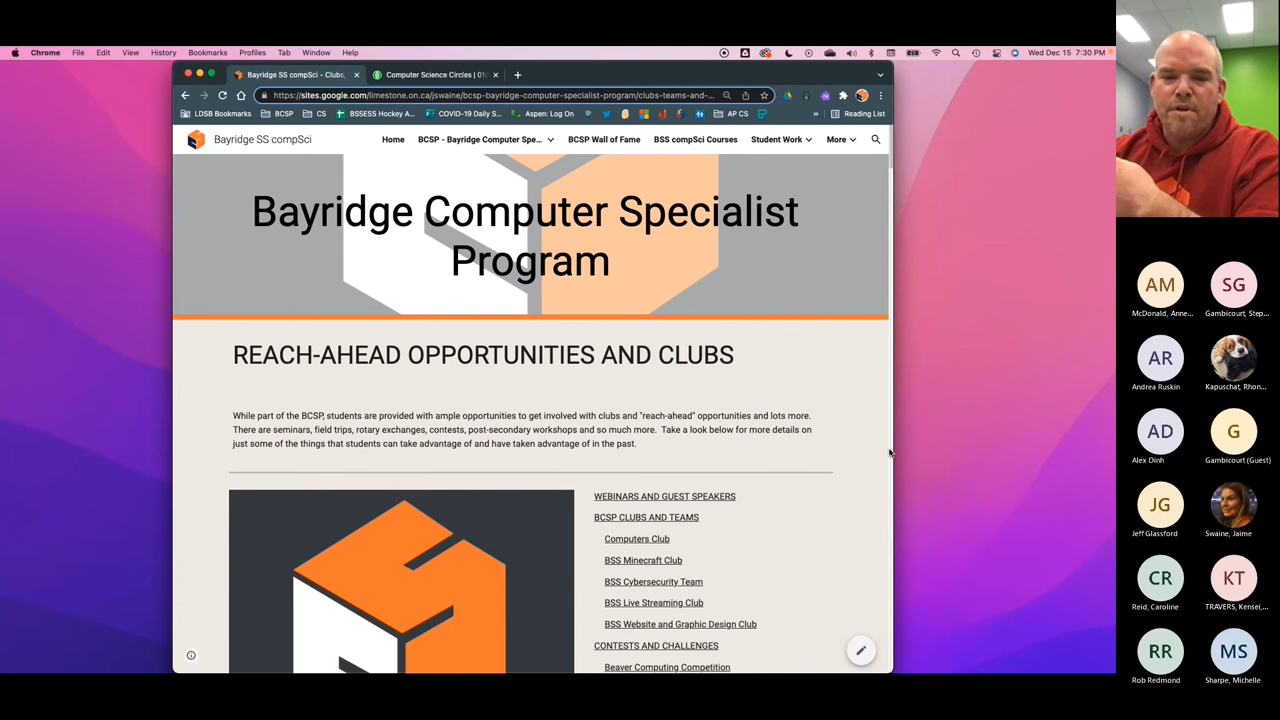 Chrome File Edit View History Bookmarks Profiles Tab Window Help Wed Dec 15 7:30 PM
Bayridge SS compSci - Clubs, Computer Science Circles | 01
https://sites.google.com/limestone.on.ca/jswaine/bcsp-bayridge-computer-specialist-program/clubs-teams-and-...
LDSB Bookmarks BCSP CS BSSESS Hockey A... COVID-19 Daily S... Aspen: Log On AP CS » Reading List
Bayridge SS compSci Home BCSP - Bayridge Computer Spe... BCSP Wall of Fame BSS compSci Courses Student Work More
Bayridge Computer Specialist
Program
REACH-AHEAD OPPORTUNITIES AND CLUBS
While part of the BCSP, students are provided with ample opportunities to get involved with clubs and "reach-ahead" opportunities and lots more.
There are seminars, field trips, rotary exchanges, contests, post-secondary workshops and so much more. Take a look below for more details on
just some of the things that students can take advantage of and have taken advantage of in the past.
WEBINARS AND GUEST SPEAKERS
BCSP CLUBS AND TEAMS
Computers Club
BSS Minecraft Club
BSS Cybersecurity Team
BSS Live Streaming Club
BSS Website and Graphic Design Club
CONTESTS AND CHALLENGES
Beaver Computing Competition
AM SG
McDonald, Anne... Gambicourt, Step...
AR
Andrea Ruskin Kapuschat, Rhon...
AD G
Alex Dinh Gambicourt (Guest)
JG
Jeff Glassford Swaine, Jaime
CR KT
Reid, Caroline TRAVERS, Kensei,...
RR MS
Rob Redmond Sharpe, Michelle